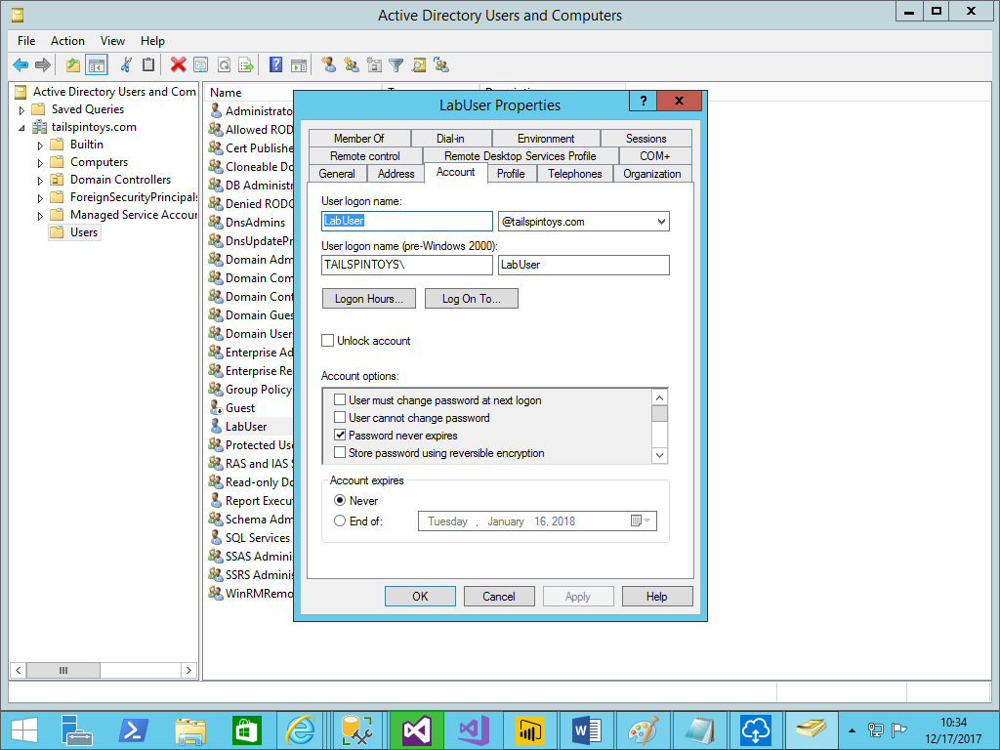 Active Directory Users and Computers
File Action View Help
Active Directory Users and Com
Saved Queries
tailspintoys.com
Builtin
Computers
Domain Controllers
ForeignSecurityPrincipals
Managed Service Accour
Users
Name
Administrato
Allowed ROD
Cert Publishe
Cloneable Do
DB Administr
Denied RODC
DnsAdmins
DnsUpdatePr
Domain Adm
Domain Com
Domain Cont
Domain Gues
Domain Users
Enterprise Ad
Enterprise Re
Group Policy
Guest
LabUser
Protected Use
RAS and IAS S
Read-only Do
Report Execut
Schema Adm
SQL Services
SSAS Adminis
SSRS Adminis
WinRMRemo
LabUser Properties
? x
Member Of Dial-in Environment Sessions
Remote control Remote Desktop Services Profile COM+
General Address Account Profile Telephones Organization
User logon name:
LabUser @tailspintoys.com
User logon name (pre-Windows 2000):
TAILSPINTOYS\ LabUser
Logon Hours... Log On To...
Unlock account
Account options:
User must change password at next logon
User cannot change password
Password never expires
Store password using reversible encryption
Account expires
Never
End of: Tuesday , January 16, 2018
OK Cancel Apply Help
10:34
12/17/2017